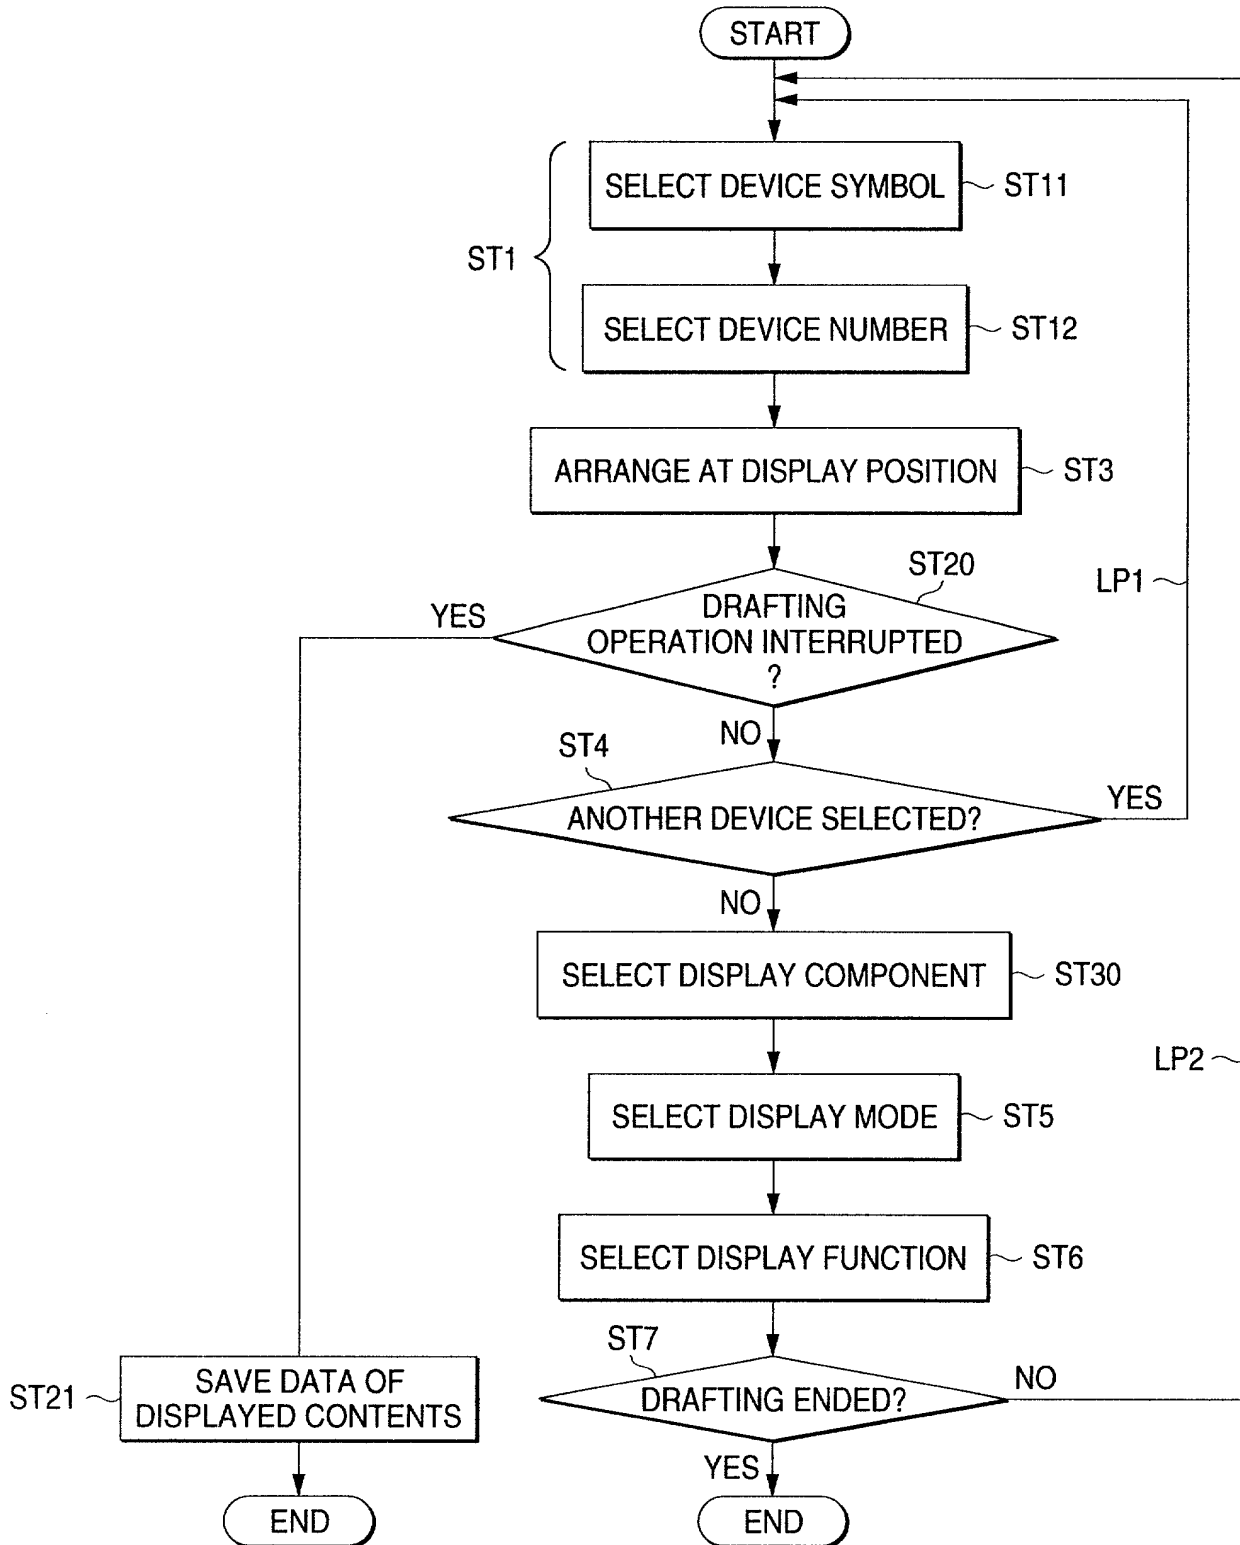 START
SELECT DEVICE SYMBOL
ST11
ST1
SELECT DEVICE NUMBER
ST12
ARRANGE AT DISPLAY POSITION
ST3
ST20
LP1
YES
DRAFTING
OPERATION INTERRUPTED
?
NO
ST4
ANOTHER DEVICE SELECTED?
YES
NO
SELECT DISPLAY COMPONENT
ST30
LP2
SELECT DISPLAY MODE
ST5
SELECT DISPLAY FUNCTION
ST6
ST7
DRAFTING ENDED?
NO
ST21
SAVE DATA OF
DISPLAYED CONTENTS
YES
END
END